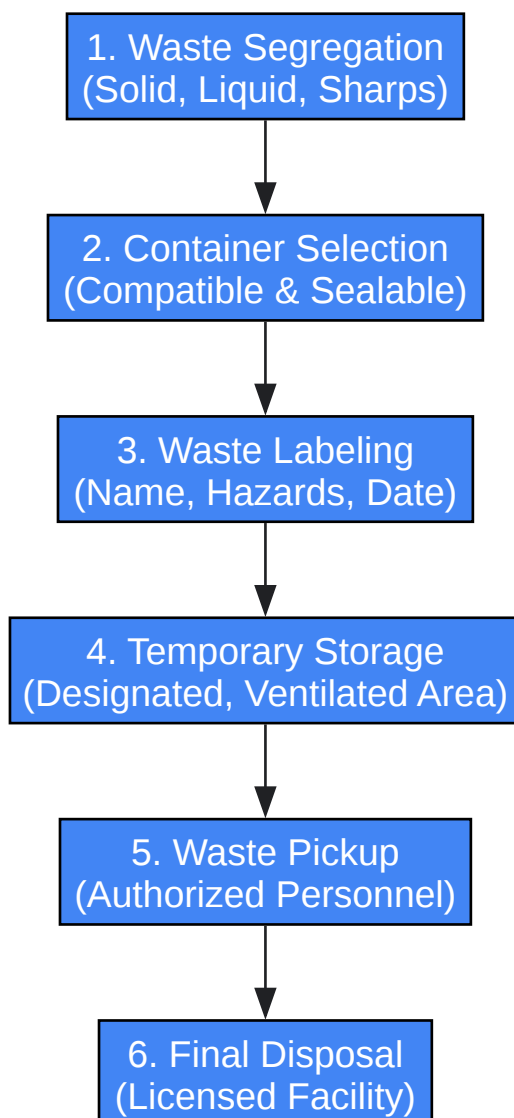 1. Waste Segregation
(Solid, Liquid, Sharps)
2. Container Selection
(Compatible & Sealable)
3. Waste Labeling
(Name, Hazards, Date)
4. Temporary Storage
(Designated, Ventilated Area)
5. Waste Pickup
(Authorized Personnel)
6. Final Disposal
(Licensed Facility)